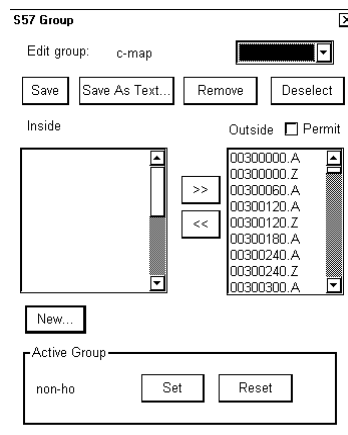 S57 Group
Edit group: c-map
Save Save As Text... Remove Deselect
Inside Outside Permit
00300000.A
00300000.Z
00300060.A
>> 00300120.A
00300120.Z
<< 00300180.A
00300240.A
00300240.Z
00300300.A
New...
Active Group
non-ho Set Reset